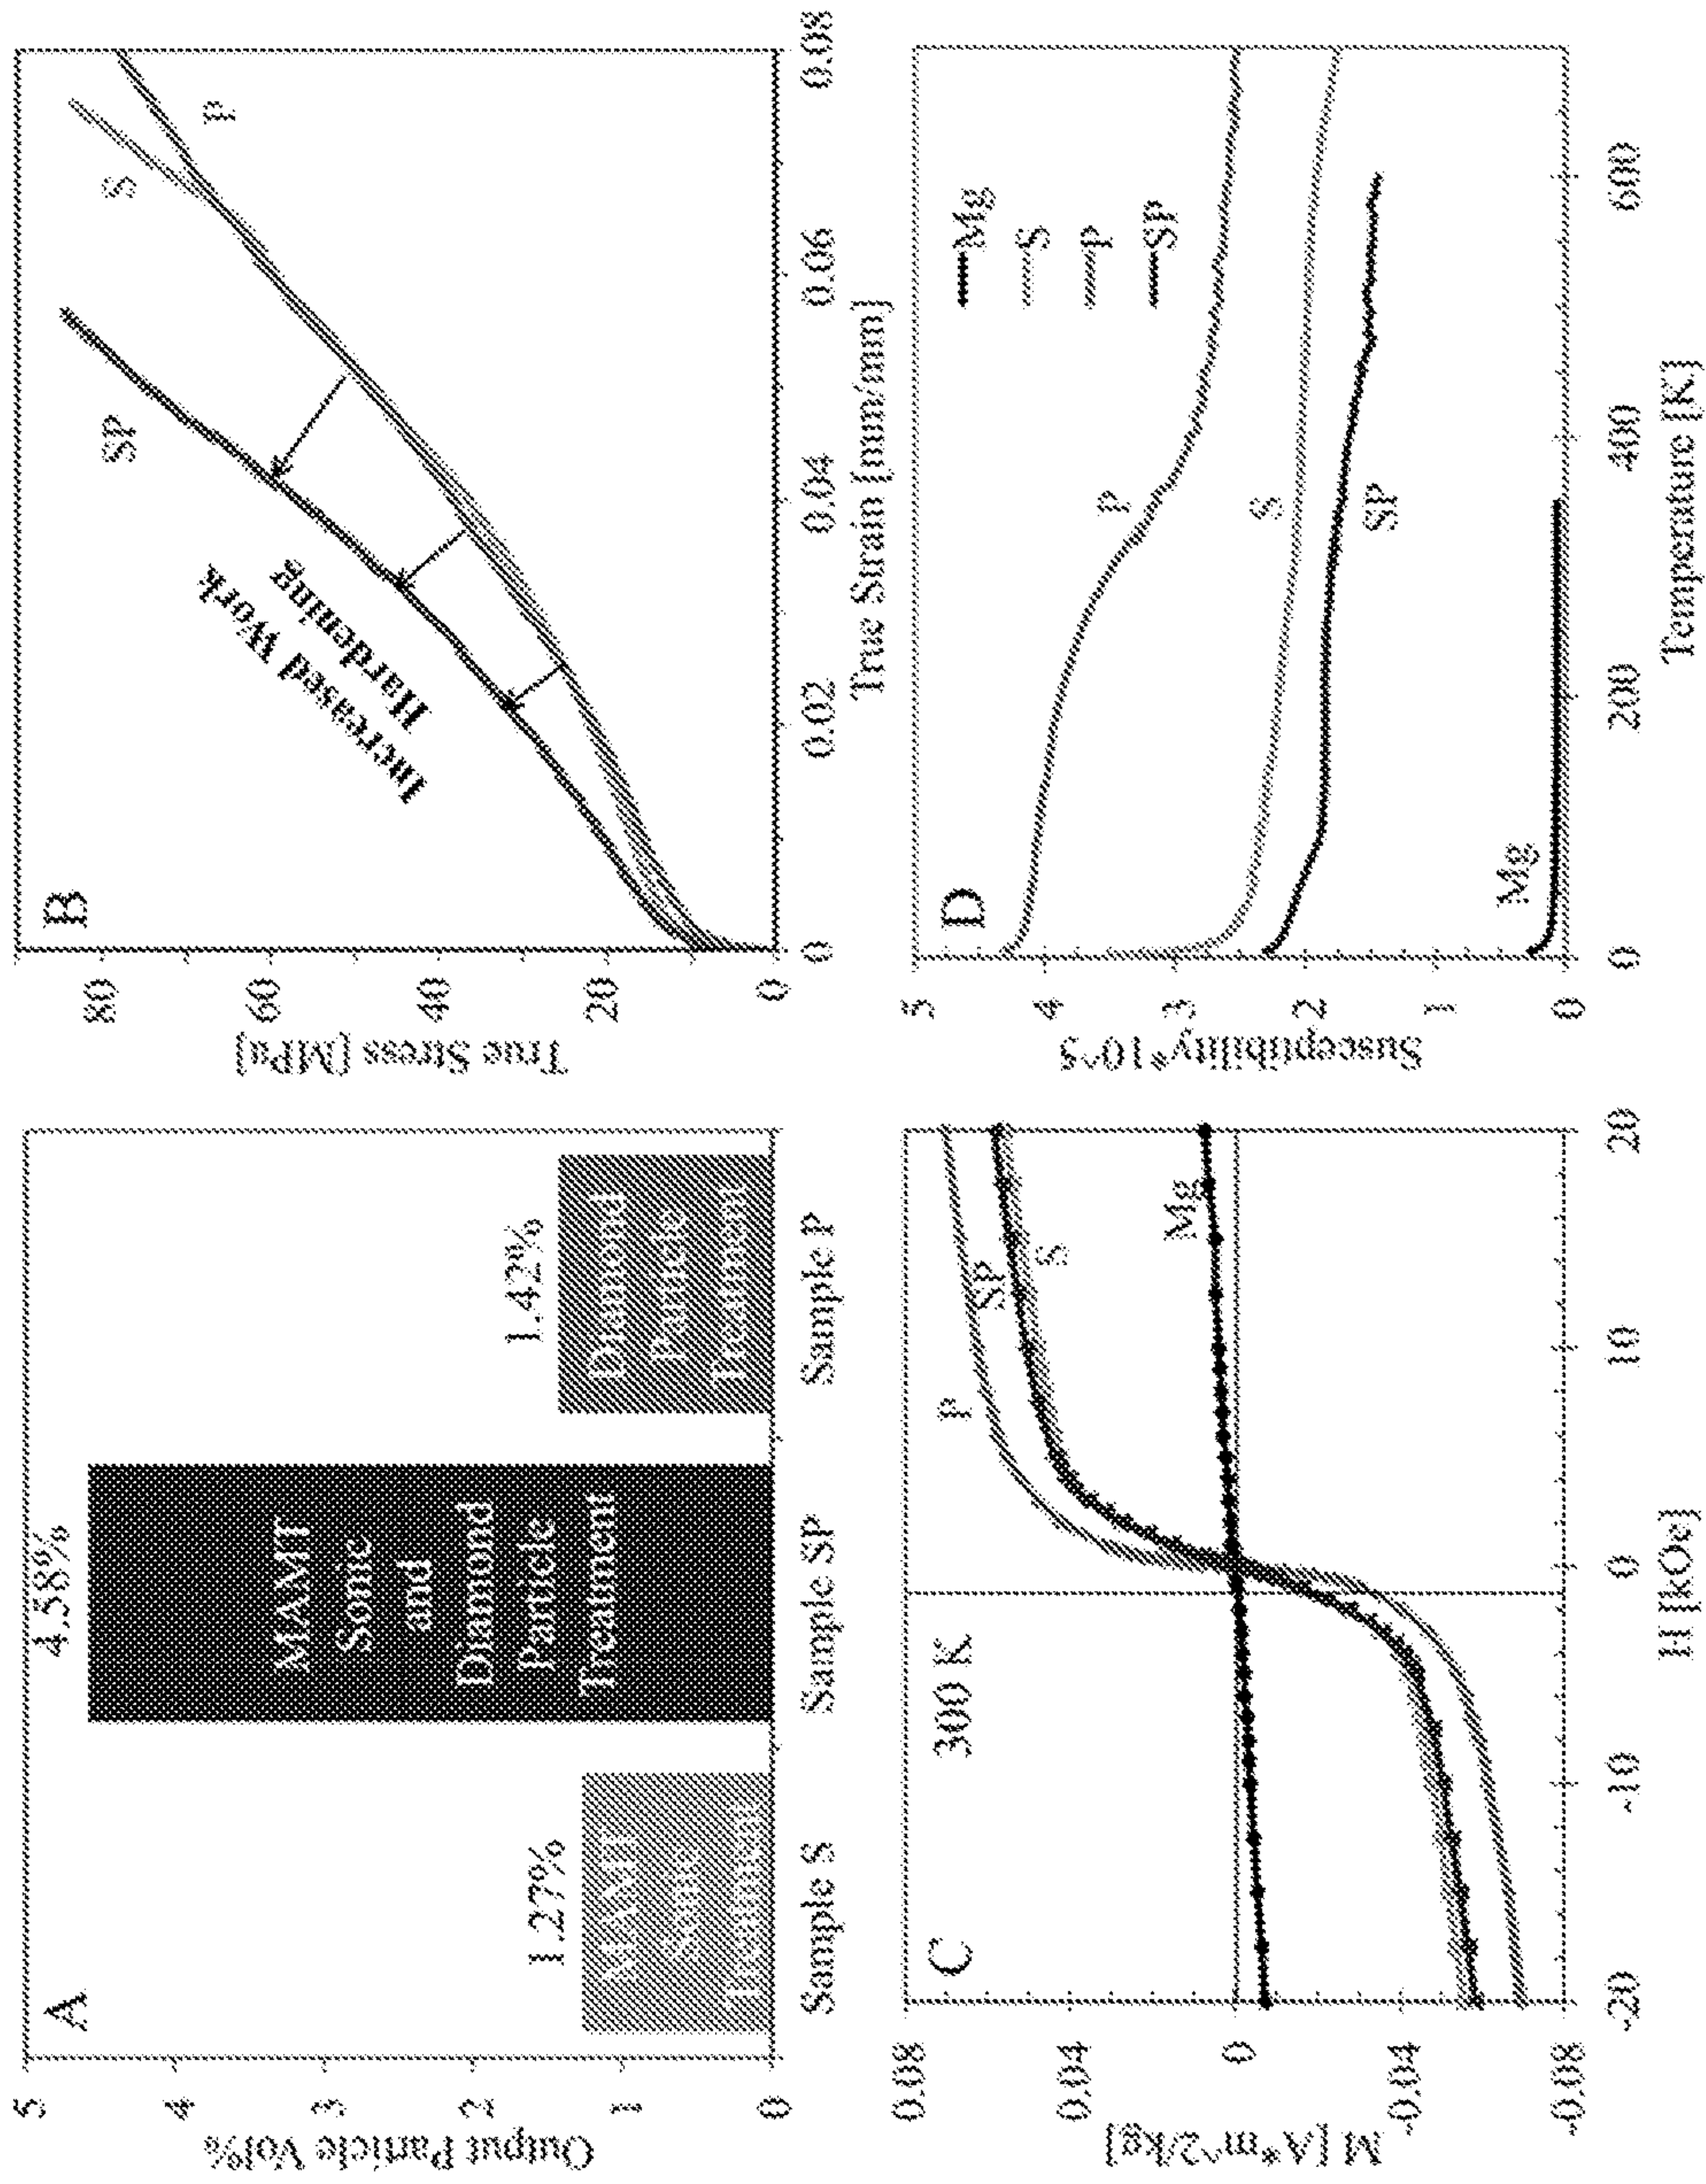 A
Output Particle Vol%
5
4
3
2
1
0
1.27%
MAMT
Sonic
Treatment
Sample S
4.58%
MAMT
Sonic
and
Diamond
Particle
Treatment
Sample SP
1.42%
Diamond
Particle
Treatment
Sample P
B
True Stress [MPa]
80
60
40
20
0
Increased Work
Hardening
SP
S
P
0
0.02
0.04
0.06
0.08
True Strain [mm/mm]
C
300 K
M [A*m^2/kg]
0.08
0.04
0
-0.04
-0.08
P
SP
S
Mg
-20
-10
0
10
20
H [kOe]
D
Susceptibility*10^5
5
4
3
2
1
0
Mg
S
P
SP
P
S
SP
Mg
0
200
400
600
Temperature [K]